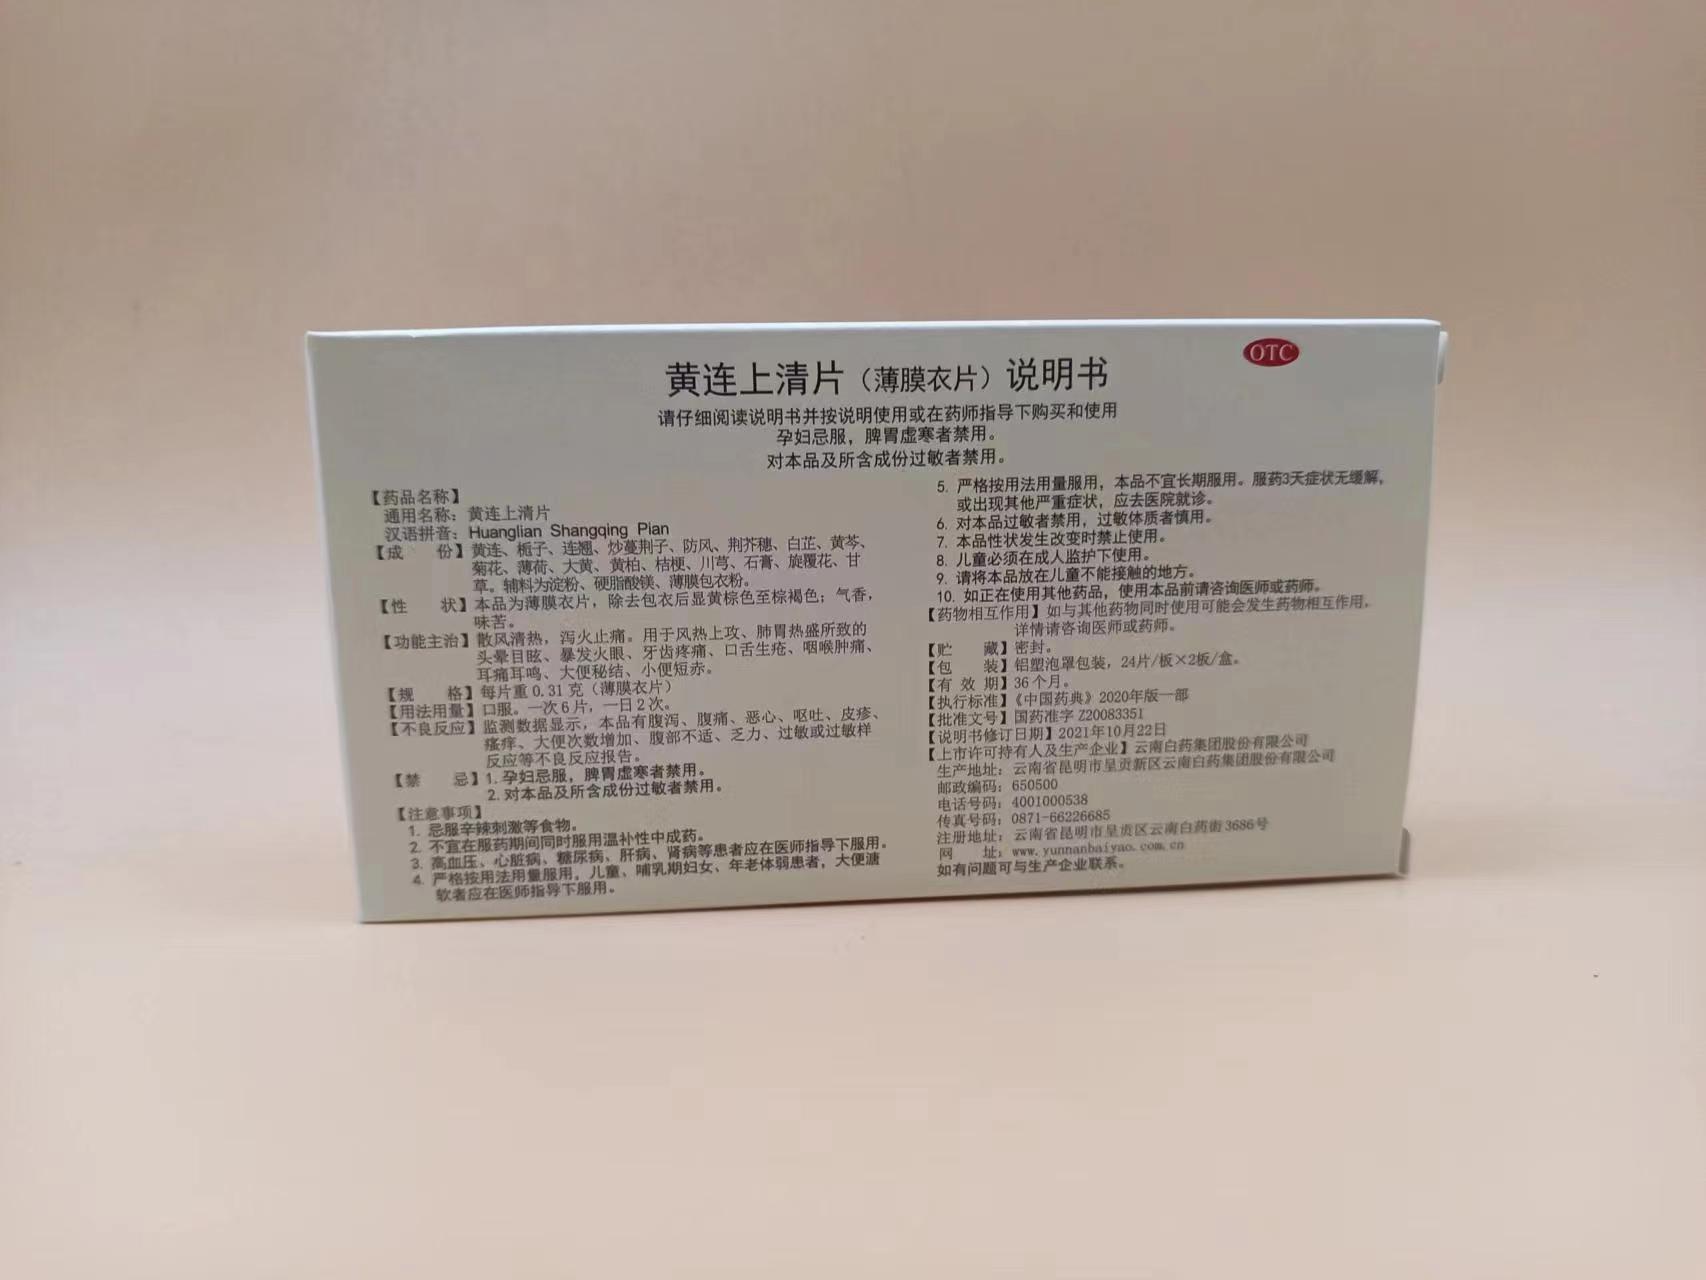 OTC
黄连上清片（薄膜衣片）说明书
请仔细阅读说明书并按说明使用或在药师指导下购买和使用
孕妇忌服，脾胃虚寒者禁用。
对本品及所含成份过敏者禁用。
【药品名称】
通用名称：黄连上清片
汉语拼音：Huanglian Shangqing Pian
【成 份】黄连、栀子、连翘、炒蔓荆子、防风、荆芥穗、白芷、黄芩、
菊花、薄荷、大黄、黄柏、桔梗、川芎、石膏、旋覆花、甘
草。辅料为淀粉、硬脂酸镁、薄膜包衣粉。
【性 状】本品为薄膜衣片，除去包衣后显黄棕色至棕褐色；气香，
味苦。
【功能主治】散风清热，泻火止痛。用于风热上攻、肺胃热盛所致的
头晕目眩、暴发火眼、牙齿疼痛、口舌生疮、咽喉肿痛、
耳痛耳鸣、大便秘结、小便短赤。
【规 格】每片重 0.31 克（薄膜衣片）
【用法用量】口服。一次 6 片，一日 2 次。
【不良反应】监测数据显示，本品有腹泻、腹痛、恶心、呕吐、皮疹、
瘙痒、大便次数增加、腹部不适、乏力、过敏或过敏样
反应等不良反应报告。
【禁 忌】1. 孕妇忌服，脾胃虚寒者禁用。
2. 对本品及所含成份过敏者禁用。
【注意事项】
1. 忌服辛辣刺激等食物。
2. 不宜在服药期间同时服用温补性中成药。
3. 高血压、心脏病、糖尿病、肝病、肾病等患者应在医师指导下服用。
4. 严格按用法用量服用，儿童、哺乳期妇女、年老体弱患者，大便溏
软者应在医师指导下服用。
5. 严格按用法用量服用，本品不宜长期服用。服药3天症状无缓解，
或出现其他严重症状，应去医院就诊。
6. 对本品过敏者禁用，过敏体质者慎用。
7. 本品性状发生改变时禁止使用。
8. 儿童必须在成人监护下使用。
9. 请将本品放在儿童不能接触的地方。
10. 如正在使用其他药品，使用本品前请咨询医师或药师。
【药物相互作用】如与其他药物同时使用可能会发生药物相互作用，
详情请咨询医师或药师。
【贮 藏】密封。
【包 装】铝塑泡罩包装，24片/板×2板/盒。
【有 效 期】36 个月。
【执行标准】《中国药典》2020年版一部
【批准文号】国药准字 Z20083351
【说明书修订日期】2021年10月22日
【上市许可持有人及生产企业】云南白药集团股份有限公司
生产地址：云南省昆明市呈贡新区云南白药集团股份有限公司
邮政编码：650500
电话号码：4001000538
传真号码：0871-66226685
注册地址：云南省昆明市呈贡区云南白药街 3686号
网 址：www.yunnanbaiyao.com.cn
如有问题可与生产企业联系。